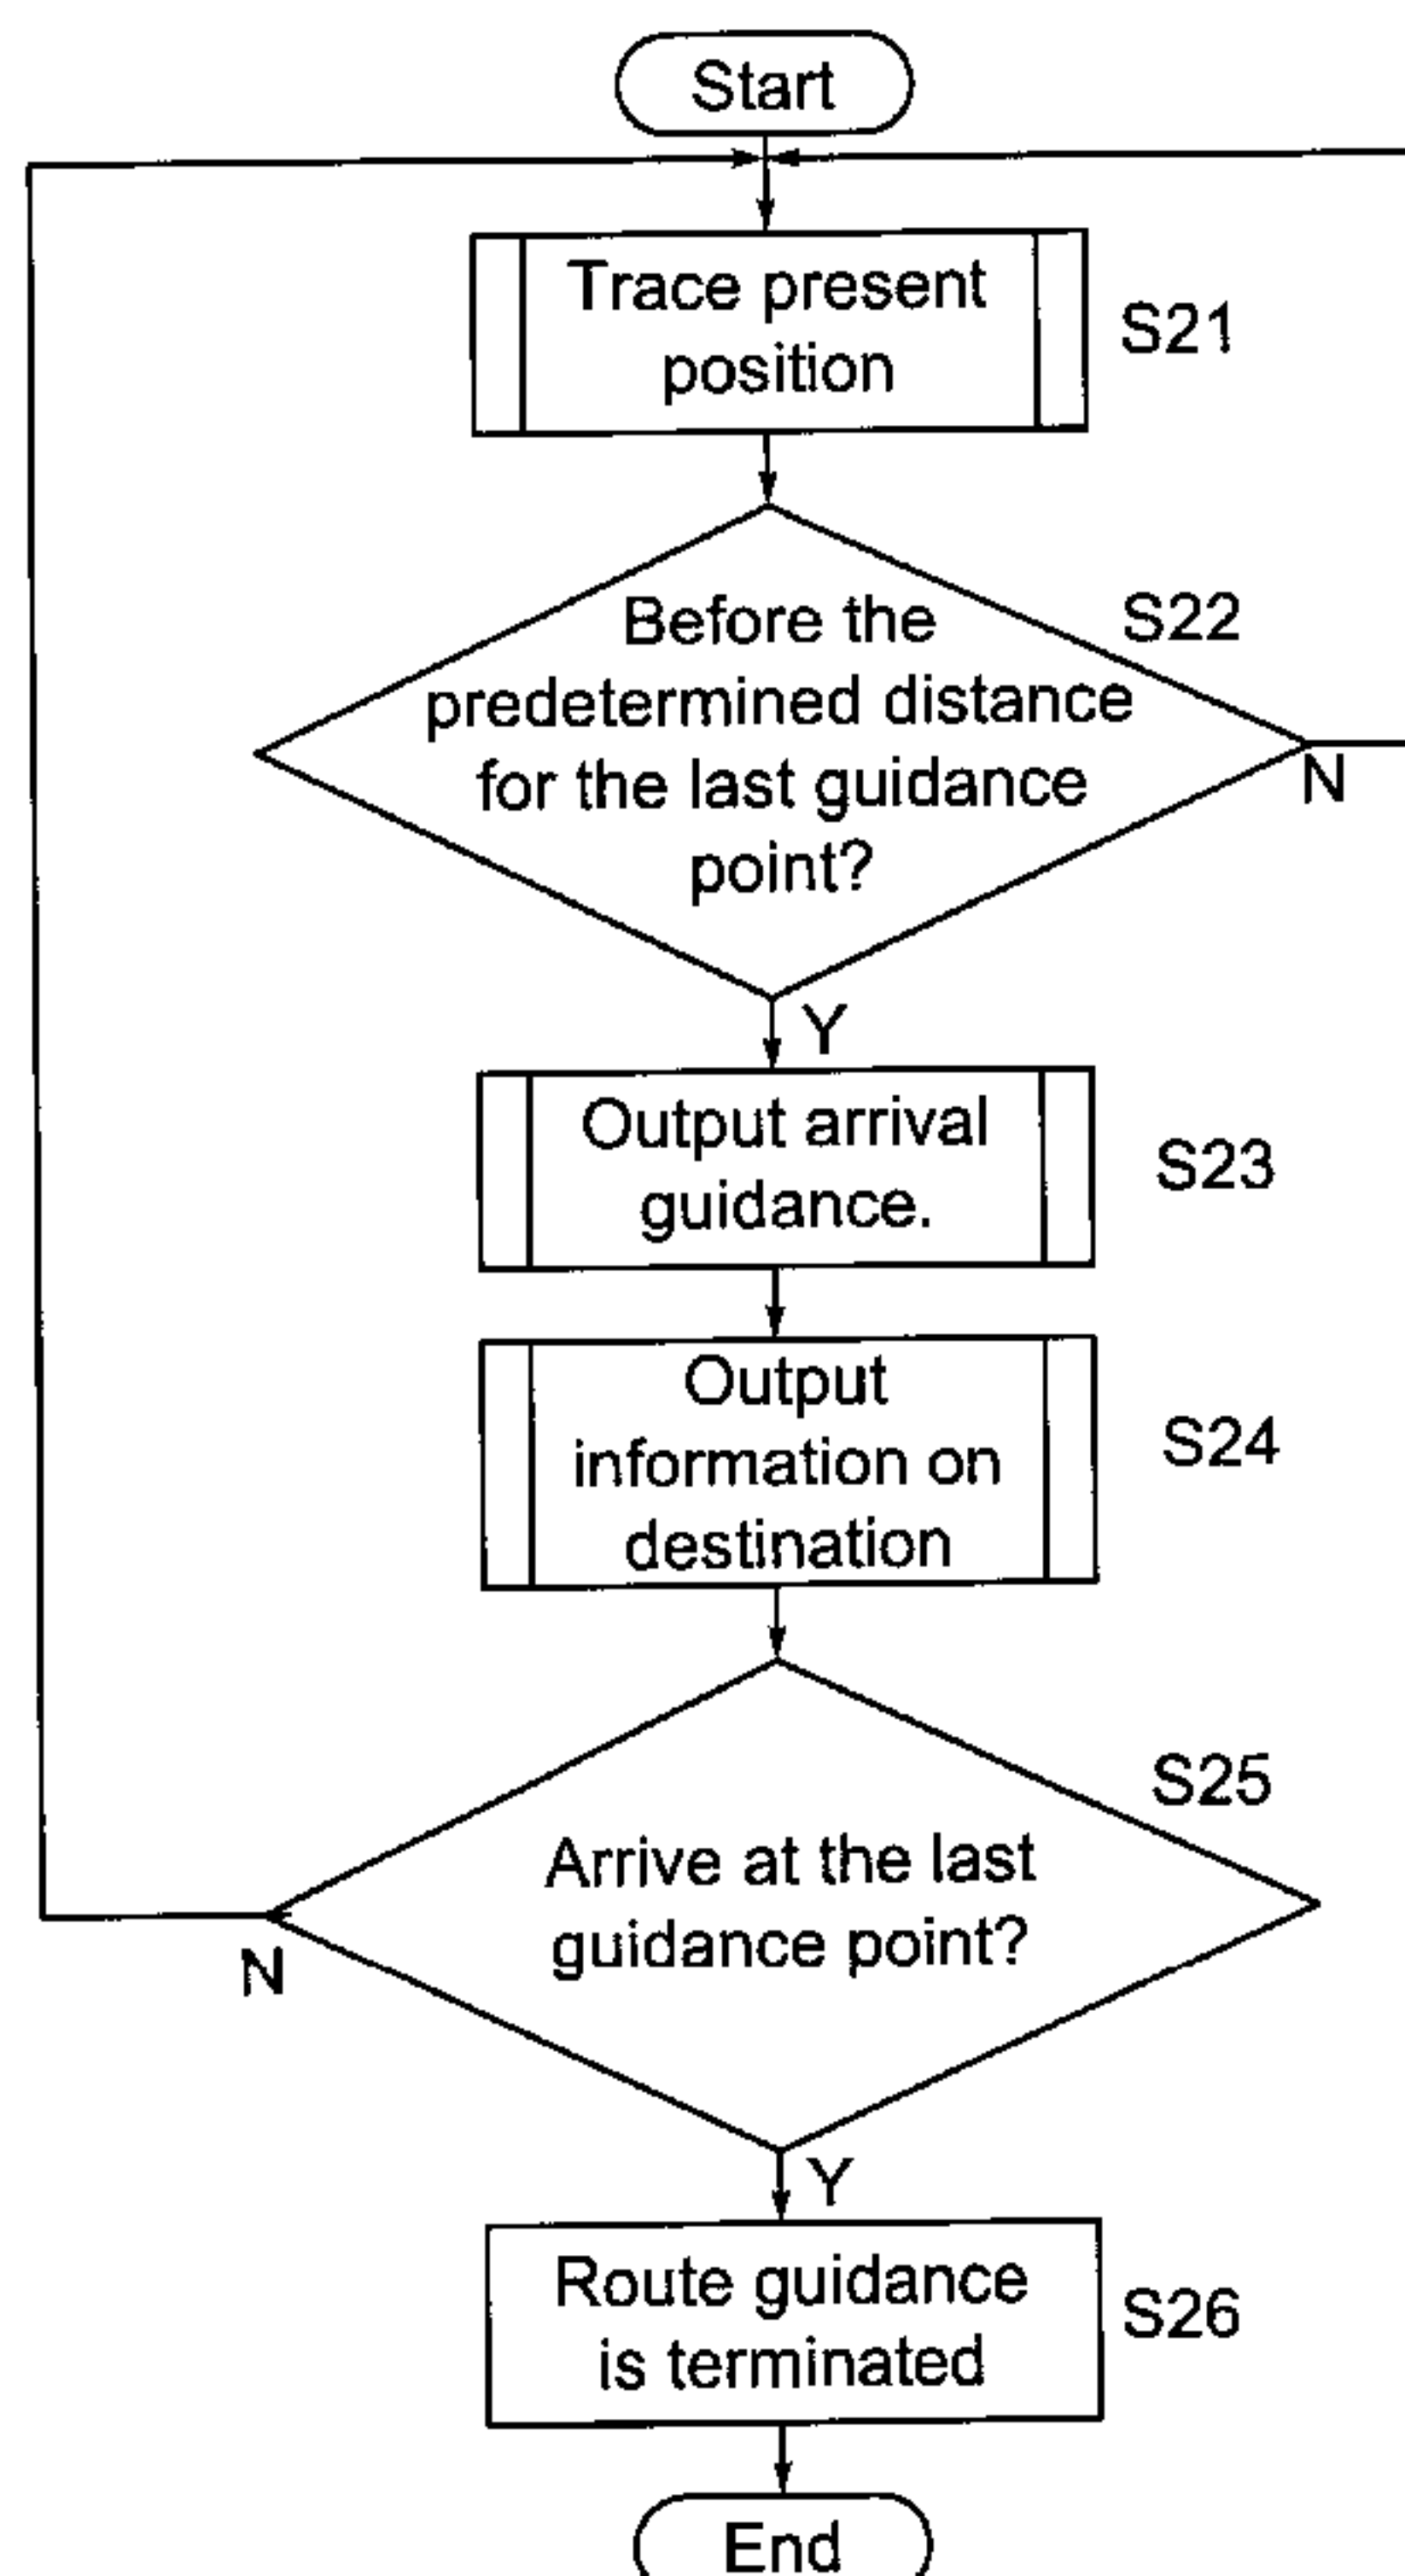 Start
Trace present
position
S21
Before the
predetermined distance
for the last guidance
point?
S22
N
Y
Output arrival
guidance.
S23
Output
information on
destination
S24
Arrive at the last
guidance point?
S25
N
Y
Route guidance
is terminated
S26
End